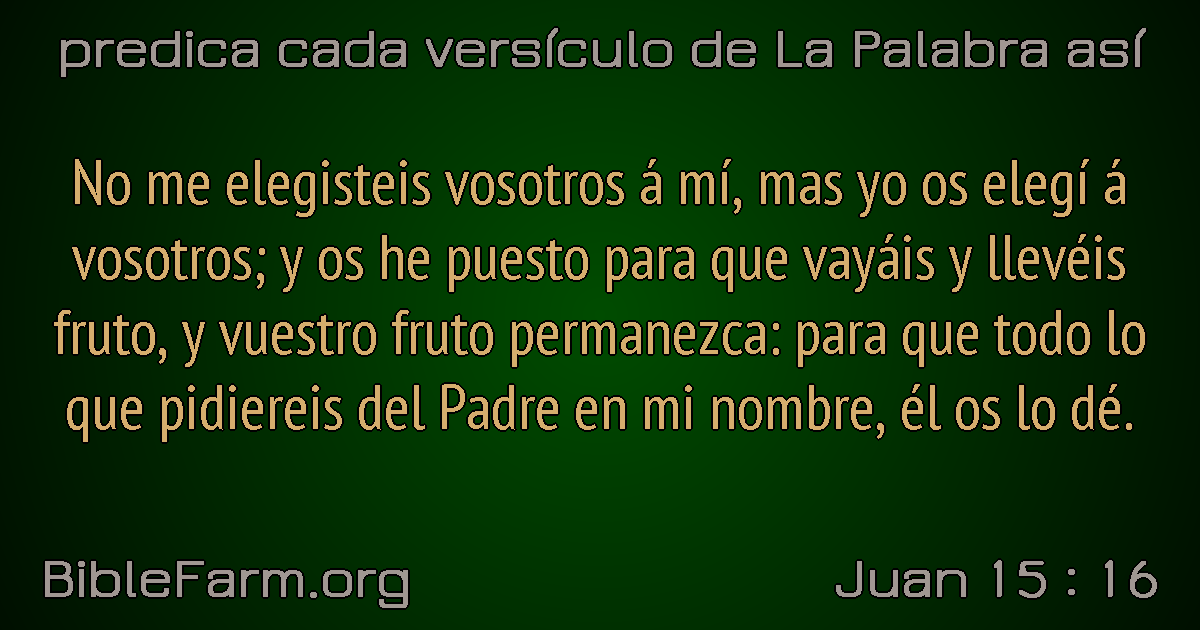 predica cada versículo de La Palabra así
No me elegisteis vosotros á mí, mas yo os elegí á
vosotros; y os he puesto para que vayáis y llevéis
fruto, y vuestro fruto permanezca: para que todo lo
que pidiereis del Padre en mi nombre, él os lo dé.
BibleFarm.org
Juan 15 : 16